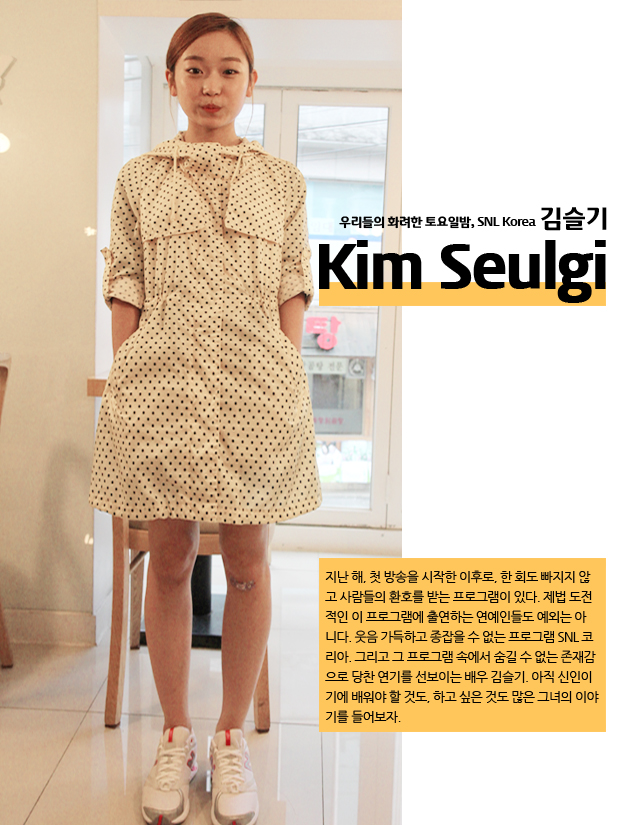 우리들의 화려한 토요일밤, SNL Korea 김슬기
Kim Seulgi
지난 해, 첫 방송을 시작한 이후로, 한 회도 빠지지 않
고 사람들의 환호를 받는 프로그램이 있다. 제법 도전
적인 이 프로그램에 출연하는 연예인들도 예외는 아
니다. 웃음 가득하고 종잡을 수 없는 프로그램 SNL 코
리아. 그리고 그 프로그램 속에서 숨길 수 없는 존재감
으로 당찬 연기를 선보이는 배우 김슬기. 아직 신인이
기에 배워야 할 것도, 하고 싶은 것도 많은 그녀의 이야
기를 들어보자.